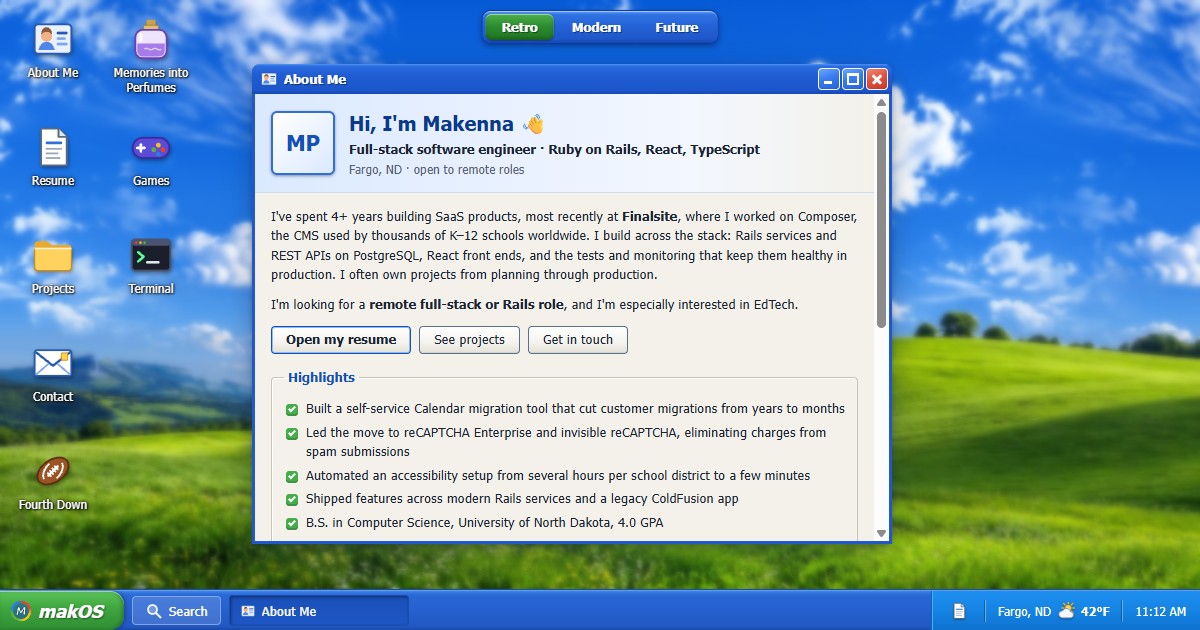 Retro Modern Future
About Me
Memories into
Perfumes
Resume
Games
Projects
Terminal
Contact
Fourth Down
About Me
MP
Hi, I'm Makenna 👋
Full-stack software engineer · Ruby on Rails, React, TypeScript
Fargo, ND · open to remote roles
I've spent 4+ years building SaaS products, most recently at Finalsite, where I worked on Composer,
the CMS used by thousands of K–12 schools worldwide. I build across the stack: Rails services and
REST APIs on PostgreSQL, React front ends, and the tests and monitoring that keep them healthy in
production. I often own projects from planning through production.
I'm looking for a remote full-stack or Rails role, and I'm especially interested in EdTech.
Open my resume See projects Get in touch
Highlights
Built a self-service Calendar migration tool that cut customer migrations from years to months
Led the move to reCAPTCHA Enterprise and invisible reCAPTCHA, eliminating charges from
spam submissions
Automated an accessibility setup from several hours per school district to a few minutes
Shipped features across modern Rails services and a legacy ColdFusion app
B.S. in Computer Science, University of North Dakota, 4.0 GPA
M makOS Search About Me Fargo, ND 42°F 11:12 AM